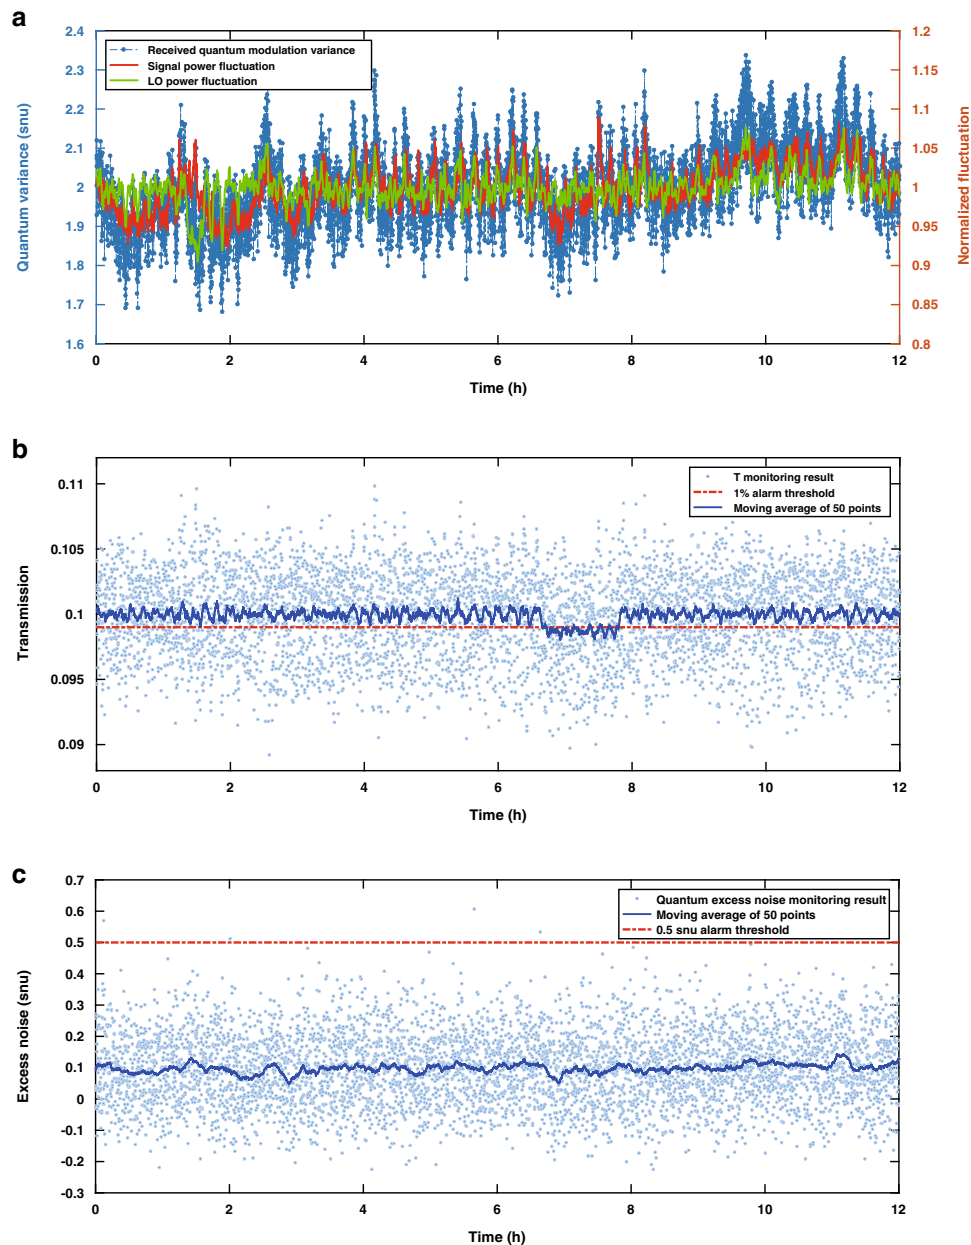 a
2.4
2.3
2.2
2.1
2
1.9
1.8
1.7
1.6
Quantum variance (snu)
Received quantum modulation variance
Signal power fluctuation
LO power fluctuation
1.2
1.15
1.1
1.05
1
0.95
0.9
0.85
0.8
Normalized fluctuation
0 2 4 6 8 10 12
Time (h)
b
0.11
0.105
0.1
0.095
0.09
Transmission
T monitoring result
1% alarm threshold
Moving average of 50 points
0 2 4 6 8 10 12
Time (h)
c
0.7
0.6
0.5
0.4
0.3
0.2
0.1
0
-0.1
-0.2
-0.3
Excess noise (snu)
Quantum excess noise monitoring result
Moving average of 50 points
0.5 snu alarm threshold
0 2 4 6 8 10 12
Time (h)